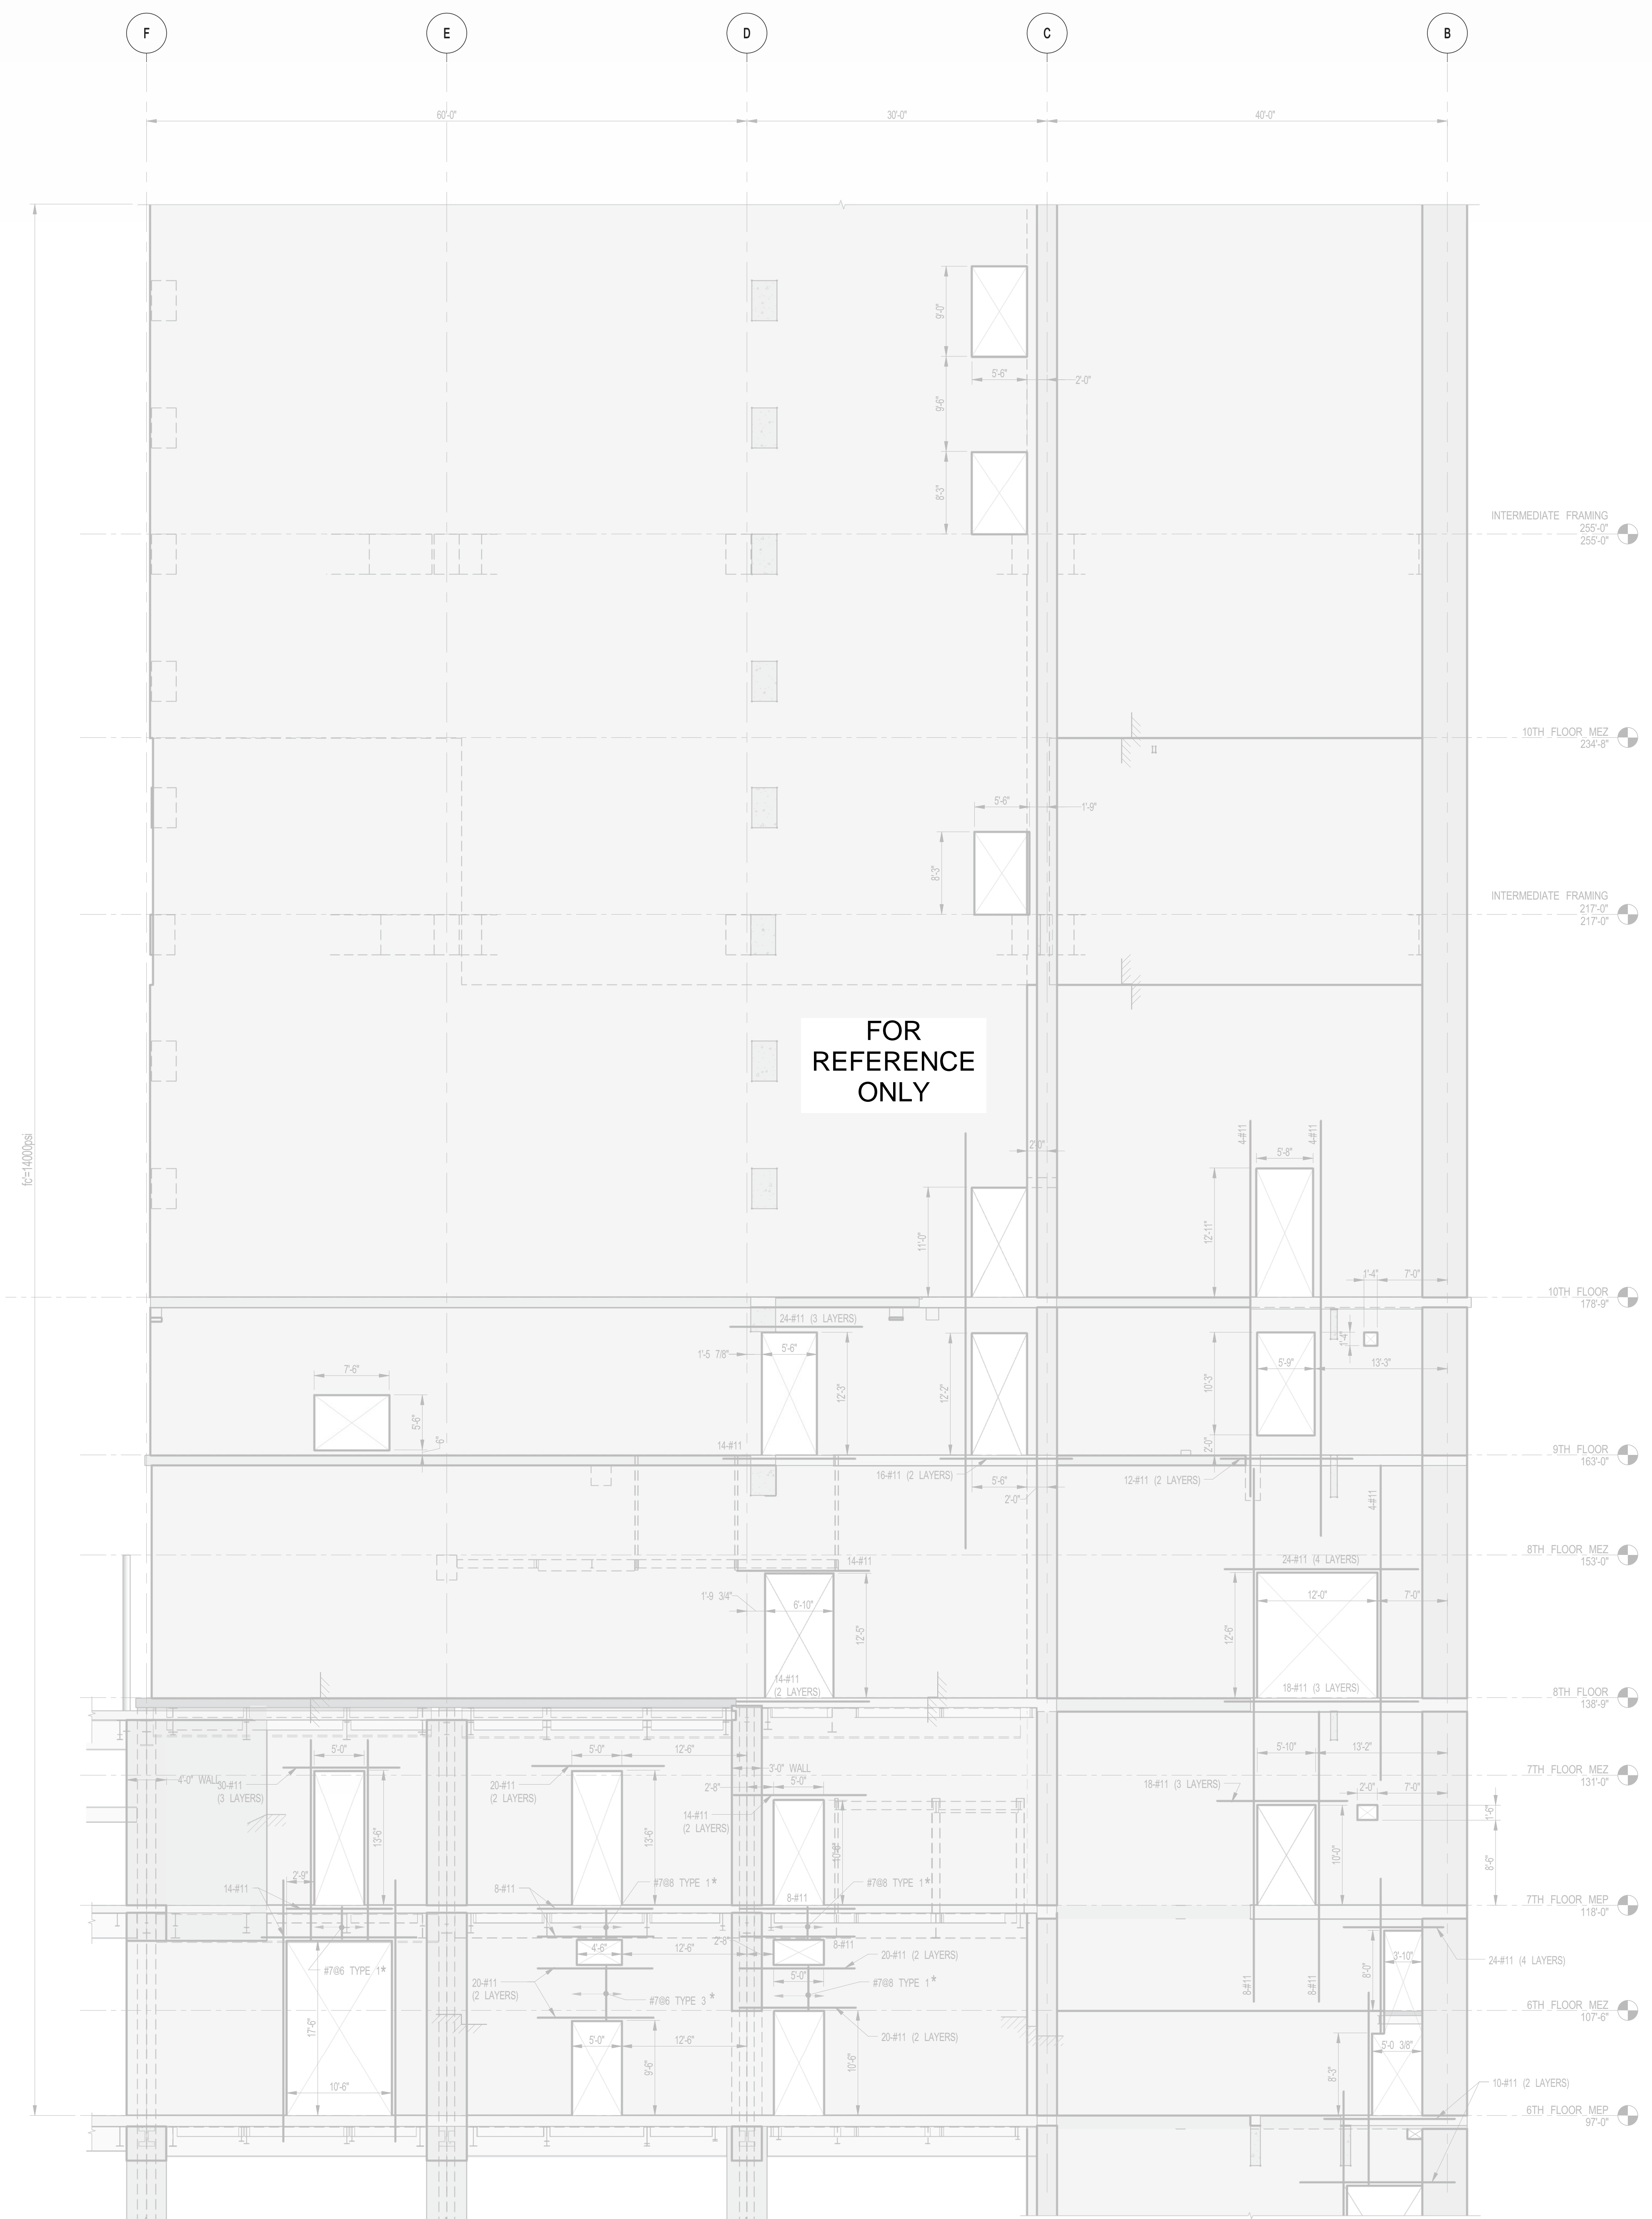 F
E
D
C
B
60'-0"
30'-0"
40'-0"
9'-0"
5'-6"
2'-0"
9'-6"
8'-3"
INTERMEDIATE FRAMING
255'-0"
255'-0"
10TH FLOOR MEZ
234'-8"
5'-6"
1'-9"
8'-3"
INTERMEDIATE FRAMING
217'-0"
217'-0"
FOR
REFERENCE
ONLY
fc'=14000psi
2'-0"
4-#11
4-#11
5'-8"
11'-0"
12'-11"
1'-4"
7'-0"
10TH FLOOR
178'-9"
24-#11 (3 LAYERS)
1'-5 7/8"
5'-6"
12'-3"
12'-2"
1'-4"
5'-9"
13'-3"
10'-3"
2'-0"
7'-6"
5'-6"
6"
14-#11
9TH FLOOR
163'-0"
16-#11 (2 LAYERS)
12-#11 (2 LAYERS)
5'-6"
2'-0"
4-#11
8TH FLOOR MEZ
153'-0"
14-#11
24-#11 (4 LAYERS)
1'-9 3/4"
6'-10"
12'-5"
12'-0"
7'-0"
12'-6"
14-#11
(2 LAYERS)
18-#11 (3 LAYERS)
8TH FLOOR
138'-9"
5'-0"
5'-0"
12'-6"
5'-10"
13'-2"
4'-0" WALL
30-#11
(3 LAYERS)
20-#11
(2 LAYERS)
3'-0" WALL
2'-8"
5'-0"
7TH FLOOR MEZ
131'-0"
18-#11 (3 LAYERS)
2'-0"
7'-0"
14-#11
(2 LAYERS)
13'-6"
13'-6"
10'-6"
10'-0"
1'-6"
8'-6"
2'-9"
14-#11
8-#11
#7@8 TYPE 1*
8-#11
#7@8 TYPE 1*
7TH FLOOR MEP
118'-0"
4'-6"
12'-6"
2'-8"
8-#11
20-#11 (2 LAYERS)
5'-0"
#7@6 TYPE 1*
20-#11
(2 LAYERS)
#7@6 TYPE 3*
#7@8 TYPE 1*
8-#11
8-#11
3'-10"
8'-0"
24-#11 (4 LAYERS)
6TH FLOOR MEZ
107'-6"
17'-6"
5'-0"
12'-6"
9'-6"
20-#11 (2 LAYERS)
10'-6"
5'-0 3/8"
8'-3"
10'-6"
10-#11 (2 LAYERS)
6TH FLOOR MEP
97'-0"